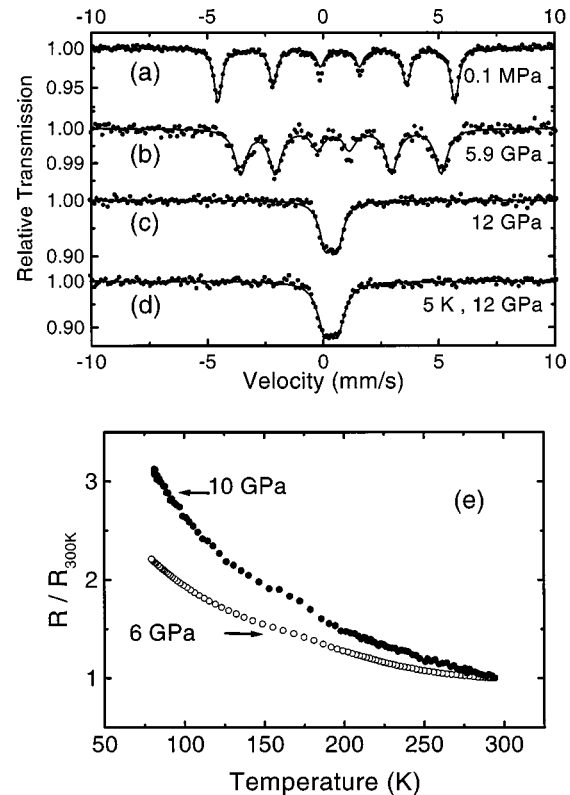 -10 -5 0 5 10
1.00
0.95
(a)
0.1 MPa
1.00
0.99
(b)
5.9 GPa
1.00
0.90
(c)
12 GPa
1.00
0.90
(d)
5 K , 12 GPa
Relative Transmission
-10 -5 0 5 10
Velocity (mm/s)
3
2
1
R / R300K
10 GPa
(e)
6 GPa
50 100 150 200 250 300
Temperature (K)